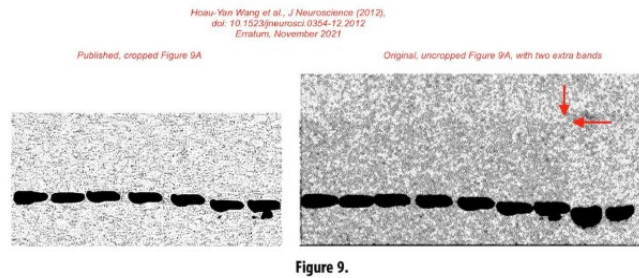 Hoau-Yan Wang et al., J Neuroscience (2012),
doi: 10.1523/jneurosci.0354-12.2012
Erratum, November 2021
Published, cropped Figure 9A
Original, uncropped Figure 9A, with two extra bands
Figure 9.